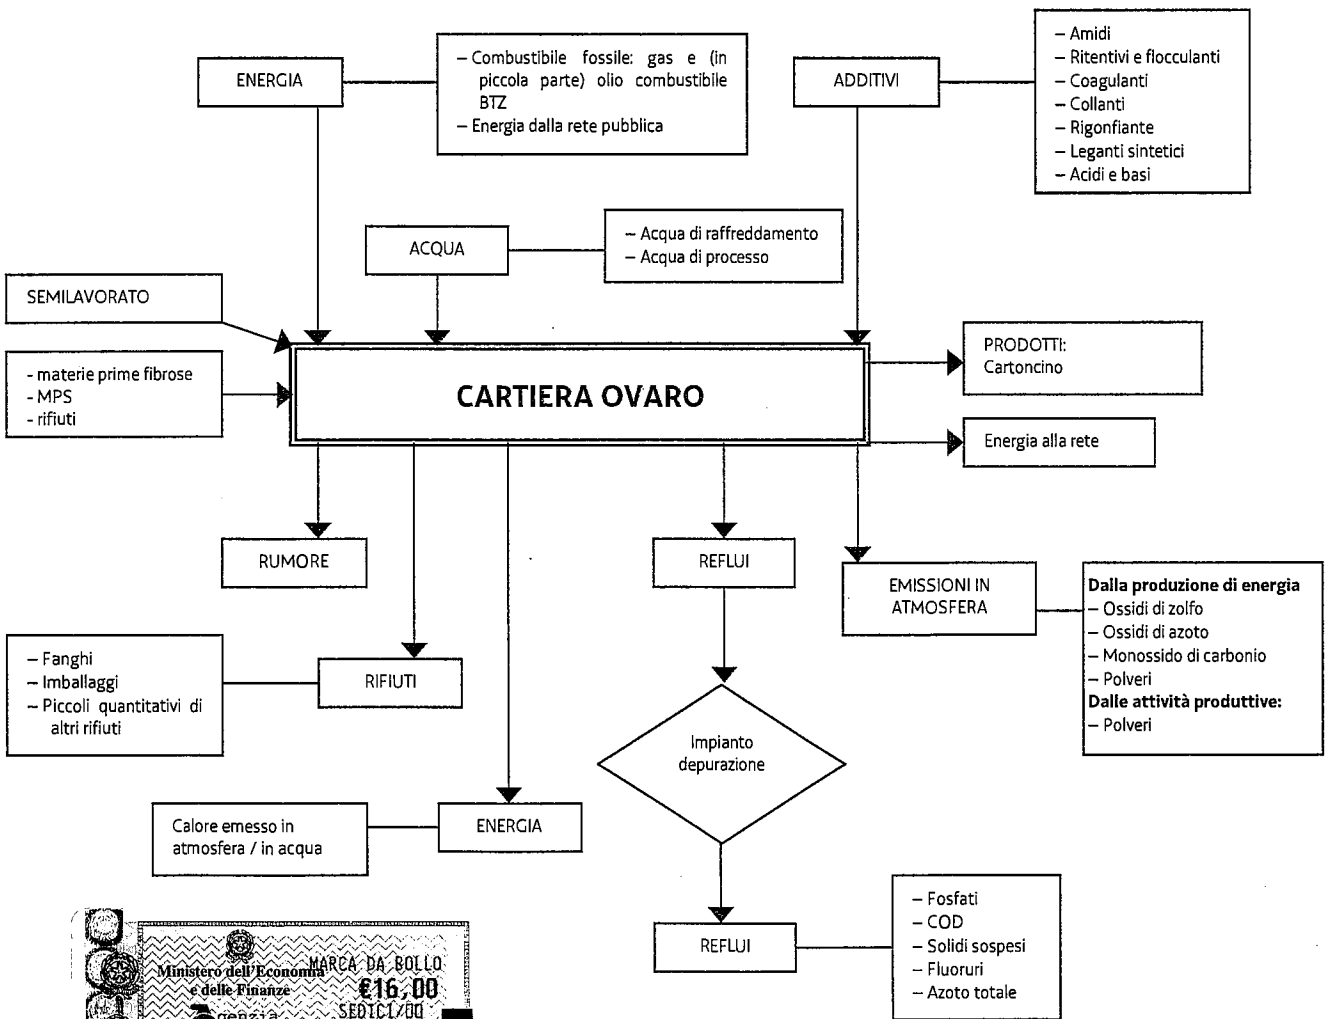 ENERGIA
– Combustibile fossile: gas e (in
piccola parte) olio combustibile
BTZ
– Energia dalla rete pubblica
ADDITIVI
– Amidi
– Ritentivi e flocculanti
– Coagulanti
– Collanti
– Rigonfiante
– Leganti sintetici
– Acidi e basi
ACQUA
– Acqua di raffreddamento
– Acqua di processo
SEMILAVORATO
- materie prime fibrose
- MPS
- rifiuti
CARTIERA OVARO
PRODOTTI:
Cartoncino
Energia alla rete
RUMORE
REFLUI
EMISSIONI IN
ATMOSFERA
Dalla produzione di energia
– Ossidi di zolfo
– Ossidi di azoto
– Monossido di carbonio
– Polveri
Dalle attività produttive:
– Polveri
– Fanghi
– Imballaggi
– Piccoli quantitativi di
altri rifiuti
RIFIUTI
Impianto
depurazione
Calore emesso in
atmosfera / in acqua
ENERGIA
REFLUI
– Fosfati
– COD
– Solidi sospesi
– Fluoruri
– Azoto totale
Ministero dell'Economia
e delle Finanze
MARCA DA BOLLO
€16,00
SEDICI/00
genzia